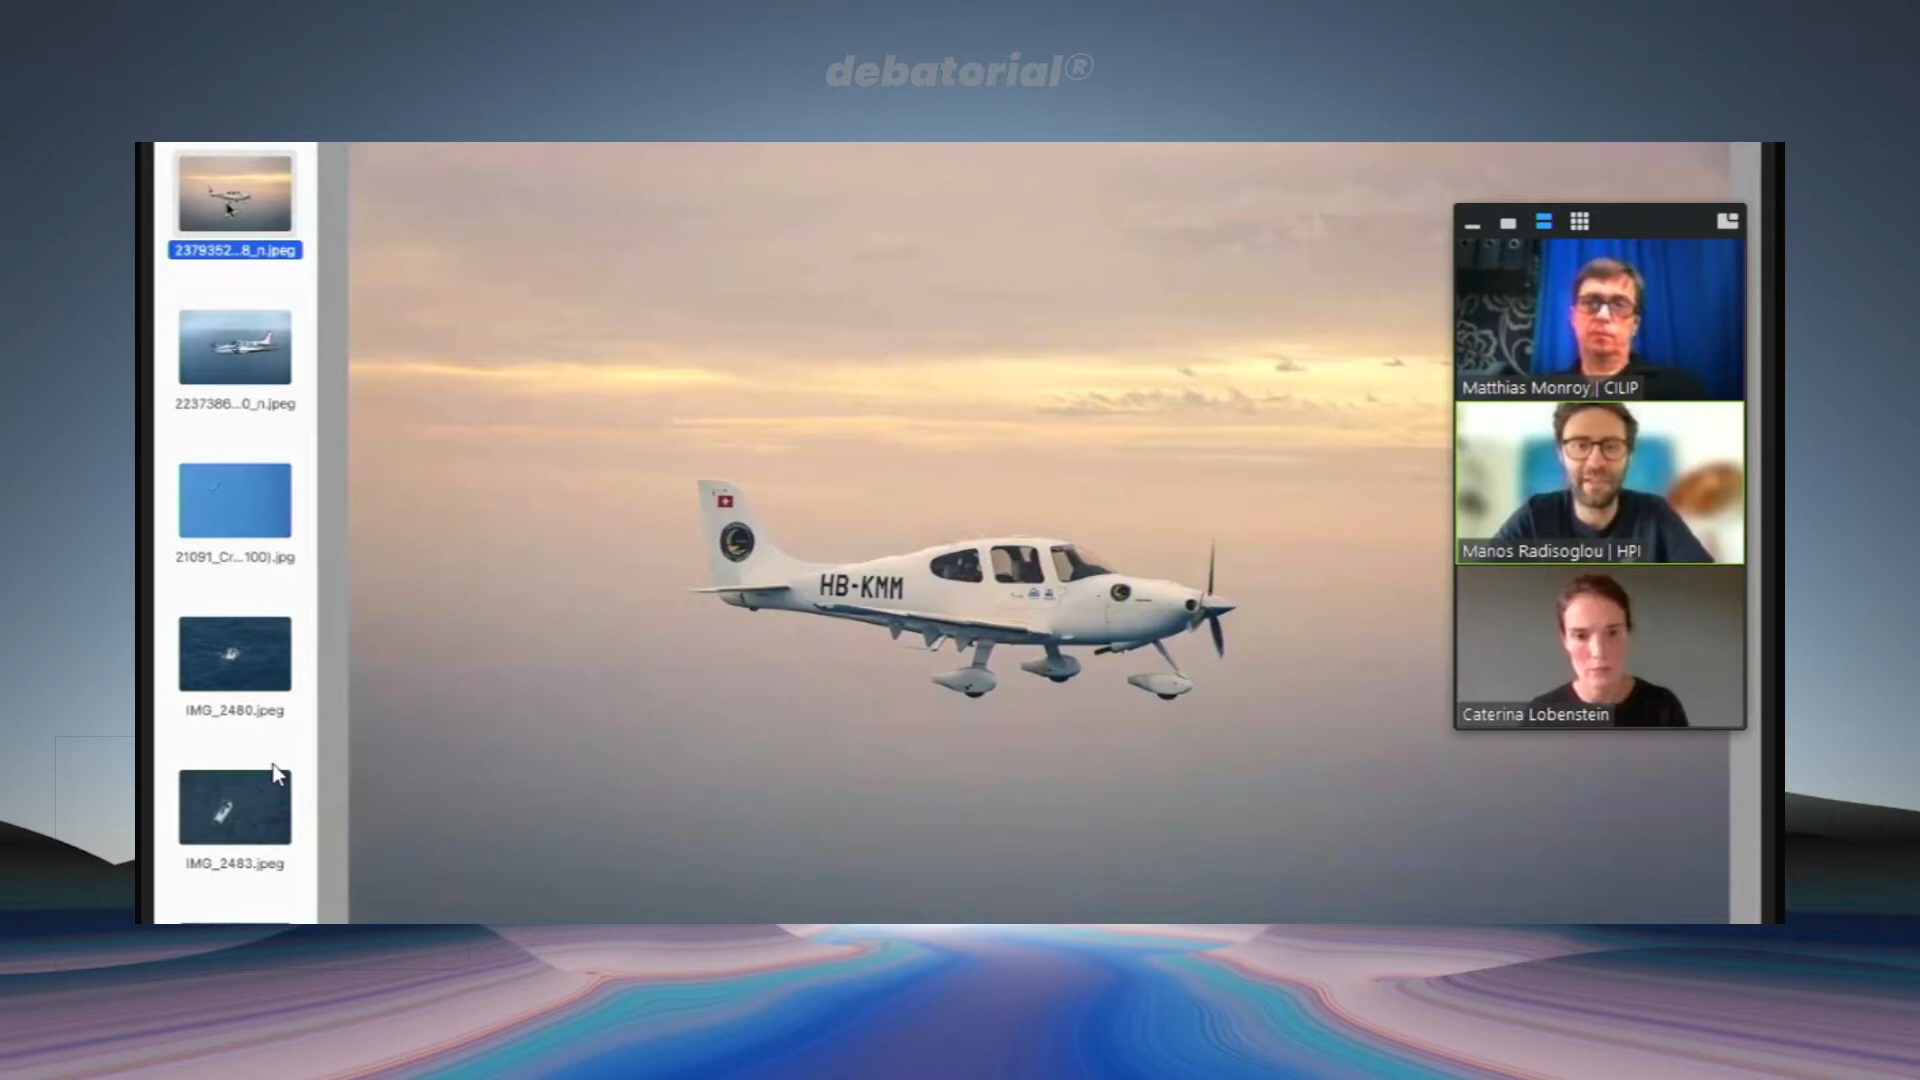 debatorial®
2379352...8_n.jpeg
2237386...0_n.jpeg
21091_Cr...100).jpg
IMG_2480.jpeg
IMG_2483.jpeg
HB-KMM
Matthias Monroy | CILIP
Manos Radisoglou | HPI
Caterina Lobenstein